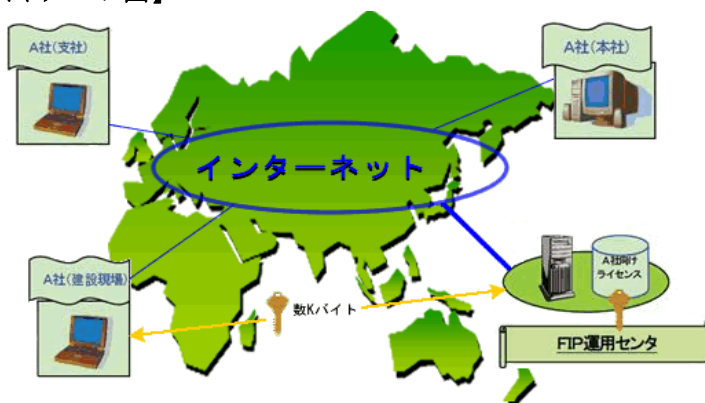 A社(支社)
A社(本社)
インターネット
A社向け
ライセンス
A社(建設現場)
数Kバイト
FIP運用センタ